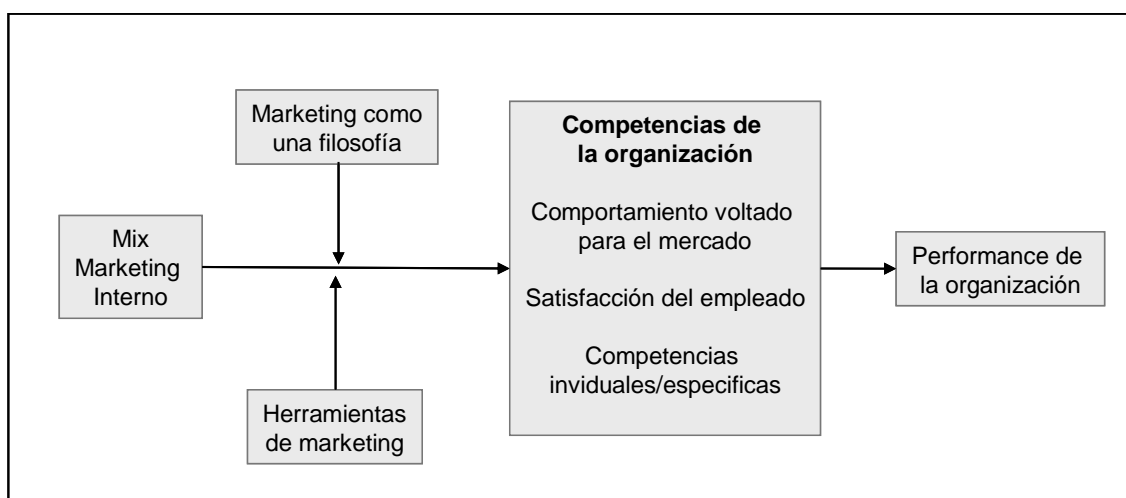 Marketing como
una filosofía
Mix
Marketing
Interno
Herramientas
de marketing
Competencias de
la organización
Comportamiento voltado
para el mercado
Satisfacción del empleado
Competencias
inviduales/especificas
Performance de
la organización